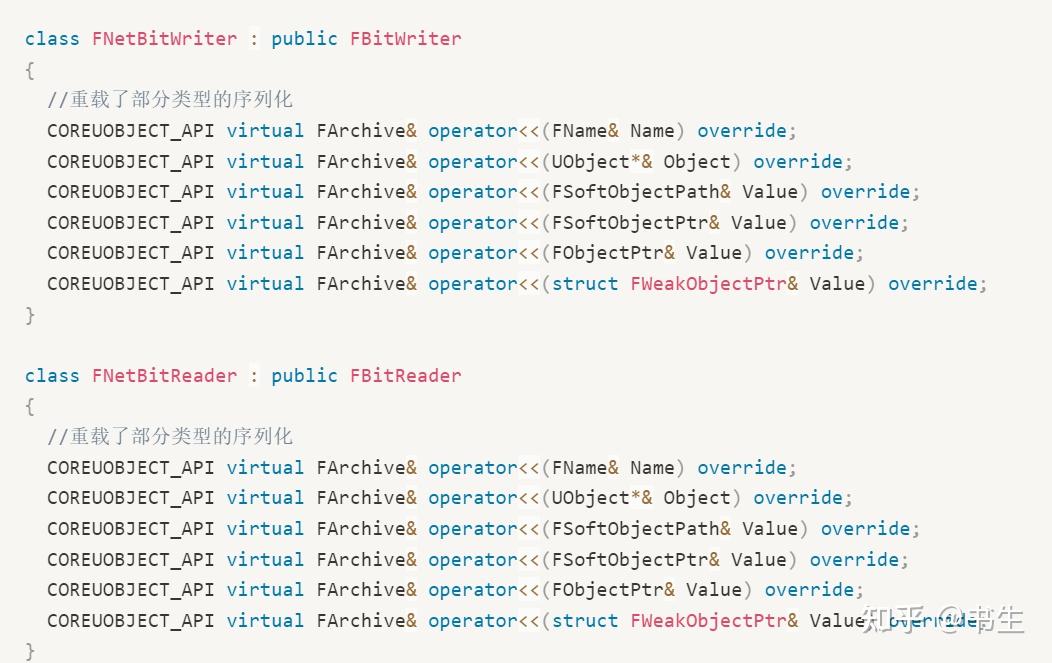 class FNetBitWriter : public FBitWriter
{
//重载了部分类型的序列化
COREUOBJECT_API virtual FArchive& operator<<(FName& Name) override;
COREUOBJECT_API virtual FArchive& operator<<(UObject*& Object) override;
COREUOBJECT_API virtual FArchive& operator<<(FSoftObjectPath& Value) override;
COREUOBJECT_API virtual FArchive& operator<<(FSoftObjectPtr& Value) override;
COREUOBJECT_API virtual FArchive& operator<<(FObjectPtr& Value) override;
COREUOBJECT_API virtual FArchive& operator<<(struct FWeakObjectPtr& Value) override;
}
class FNetBitReader : public FBitReader
{
//重载了部分类型的序列化
COREUOBJECT_API virtual FArchive& operator<<(FName& Name) override;
COREUOBJECT_API virtual FArchive& operator<<(UObject*& Object) override;
COREUOBJECT_API virtual FArchive& operator<<(FSoftObjectPath& Value) override;
COREUOBJECT_API virtual FArchive& operator<<(FSoftObjectPtr& Value) override;
COREUOBJECT_API virtual FArchive& operator<<(FObjectPtr& Value) override;
COREUOBJECT_API virtual FArchive& operator<<(struct FWeakObjectPtr& Value) override;
知乎 @书生
}